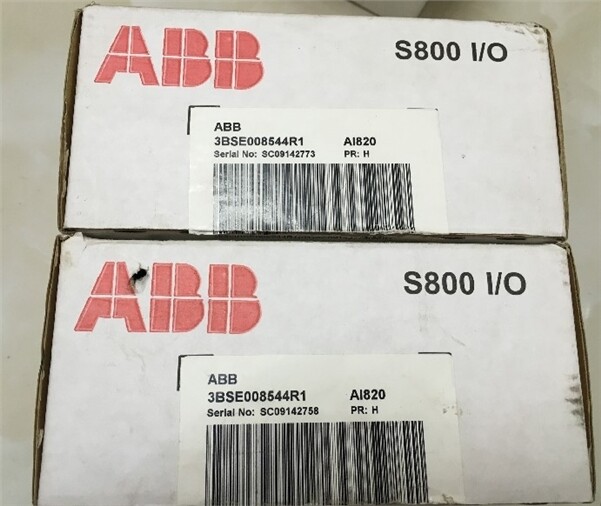 ABB
S800 I/O
ABB
3BSE008544R1 AI820
Serial No: SC09142773 PR: H
ABB
S800 I/O
ABB
3BSE008544R1 AI820
Serial No: SC09142758 PR: H